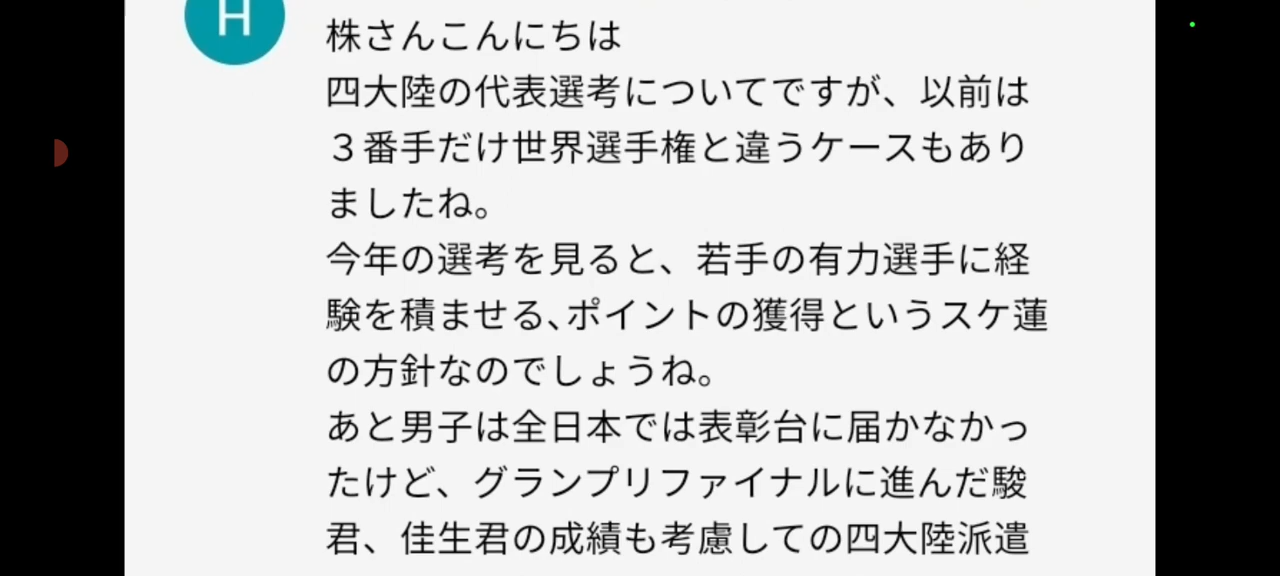 H
株さんこんにちは
四大陸の代表選考についてですが、以前は
３番手だけ世界選手権と違うケースもあり
ましたね。
今年の選考を見ると、若手の有力選手に経
験を積ませる、ポイントの獲得というスケ蓮
の方針なのでしょうね。
あと男子は全日本では表彰台に届かなかっ
たけど、グランプリファイナルに進んだ駿
君、佳生君の成績も考慮しての四大陸派遣